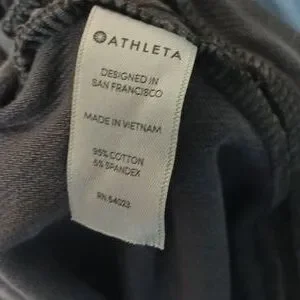 ATHLETA
DESIGNED IN
SAN FRANCISCO
MADE IN VIETNAM
95% COTTON
5% SPANDEX
RN 54023